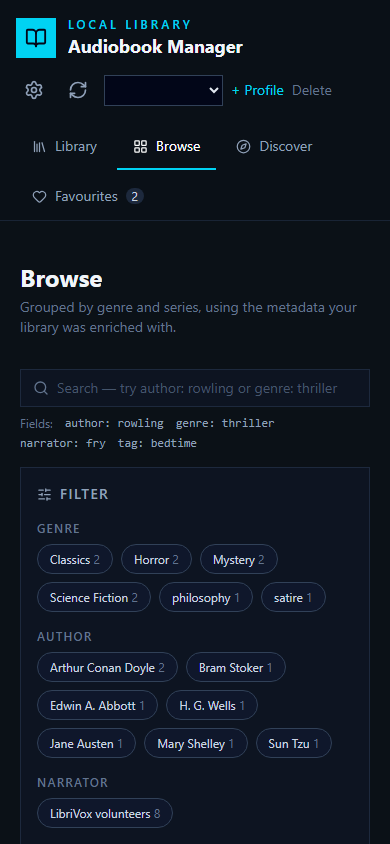 LOCAL LIBRARY
Audiobook Manager
+ Profile Delete
Library Browse Discover
Favourites 2
Browse
Grouped by genre and series, using the metadata your
library was enriched with.
Search — try author: rowling or genre: thriller
Fields: author: rowling genre: thriller
narrator: fry tag: bedtime
FILTER
GENRE
Classics 2 Horror 2 Mystery 2
Science Fiction 2 philosophy 1 satire 1
AUTHOR
Arthur Conan Doyle 2 Bram Stoker 1
Edwin A. Abbott 1 H. G. Wells 1
Jane Austen 1 Mary Shelley 1 Sun Tzu 1
NARRATOR
LibriVox volunteers 8